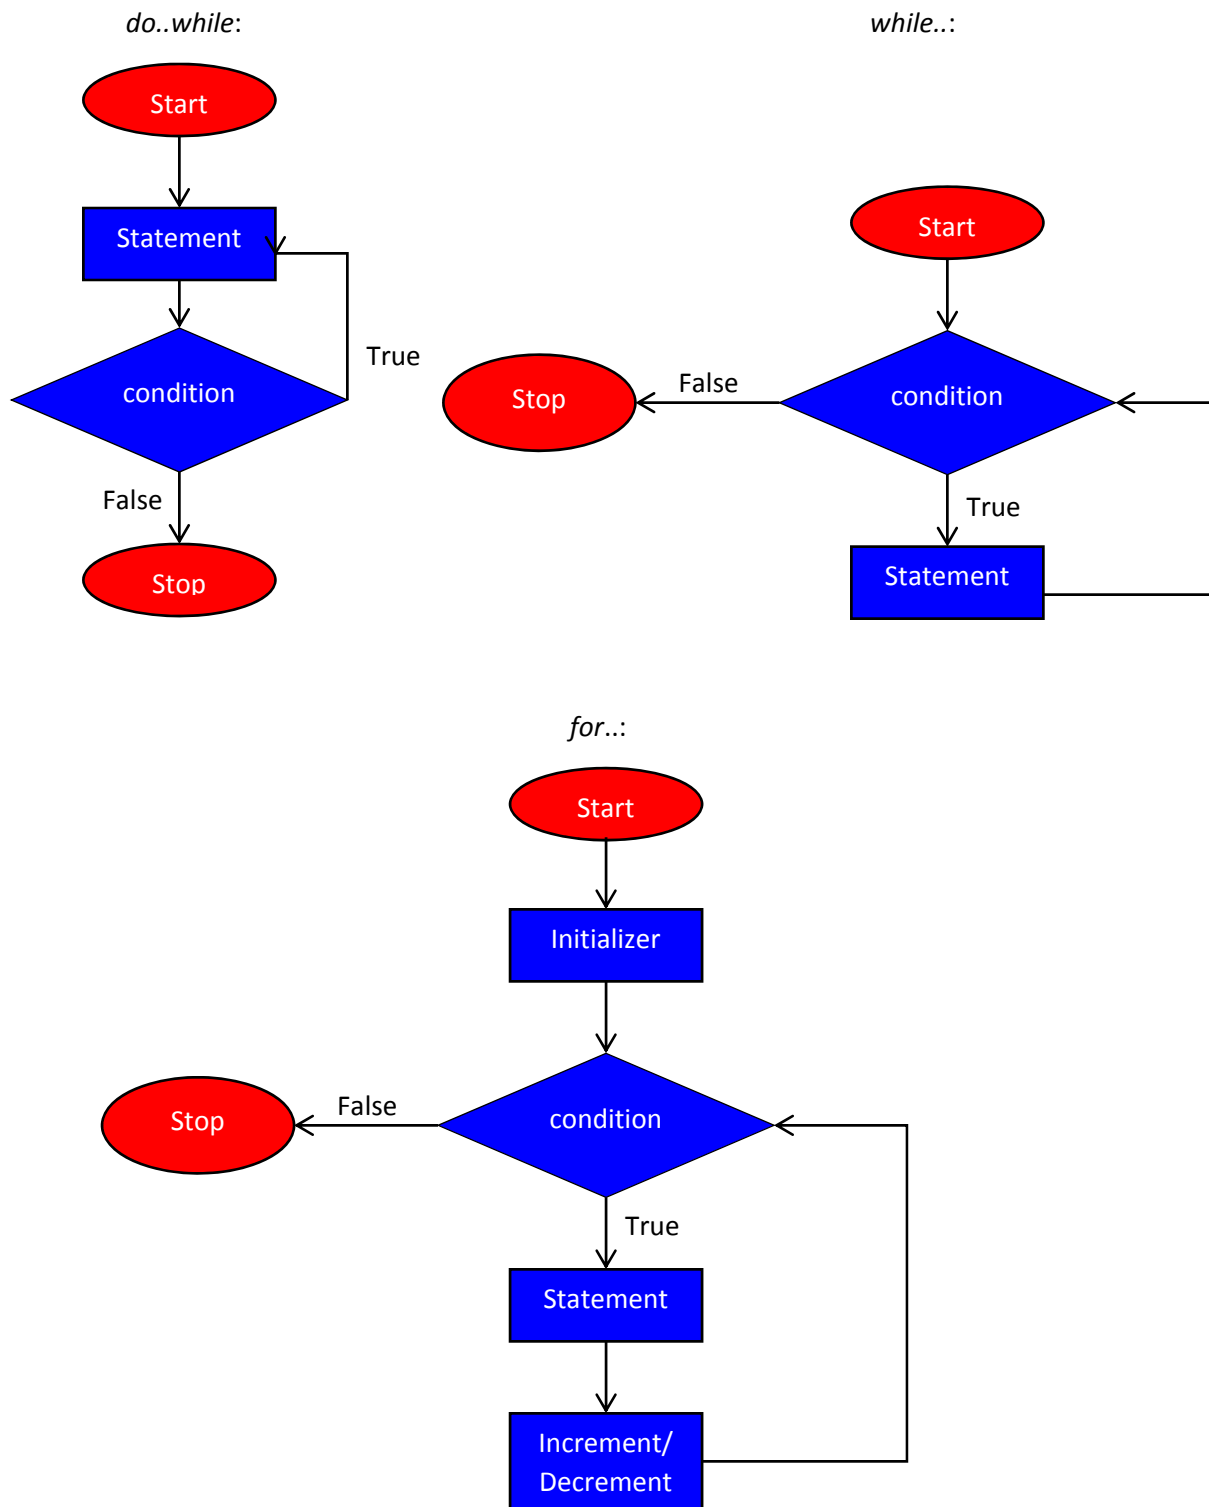 do..while:
Start
Statement
True
condition
False
Stop
while..:
Start
False
Stop
condition
True
Statement
for..:
Start
Initializer
False
Stop
condition
True
Statement
Increment/
Decrement